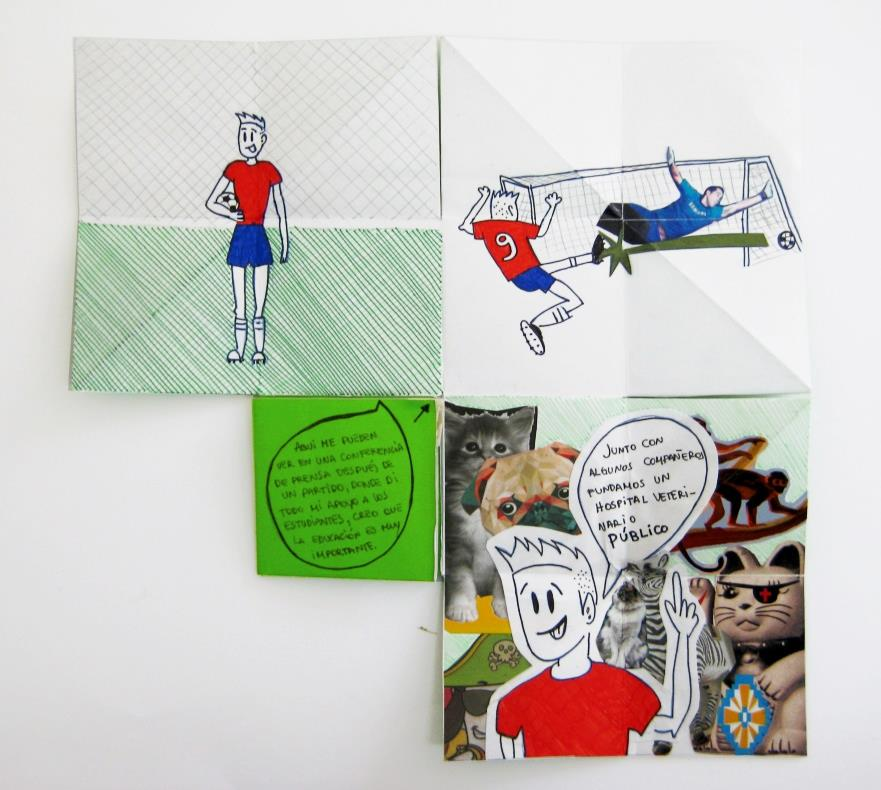 9
AQUÍ ME PUEDEN
VER EN UNA CONFERENCIA
DE PRENSA DESPUÉS DE
UN PARTIDO, DONDE DI
TODO MI APOYO A LOS
ESTUDIANTES, CREO QUE
LA EDUCACIÓN ES MUY
IMPORTANTE.
JUNTO CON
ALGUNOS COMPAÑEROS
FUNDAMOS UN
HOSPITAL VETERI-
NARIO
PÚBLICO